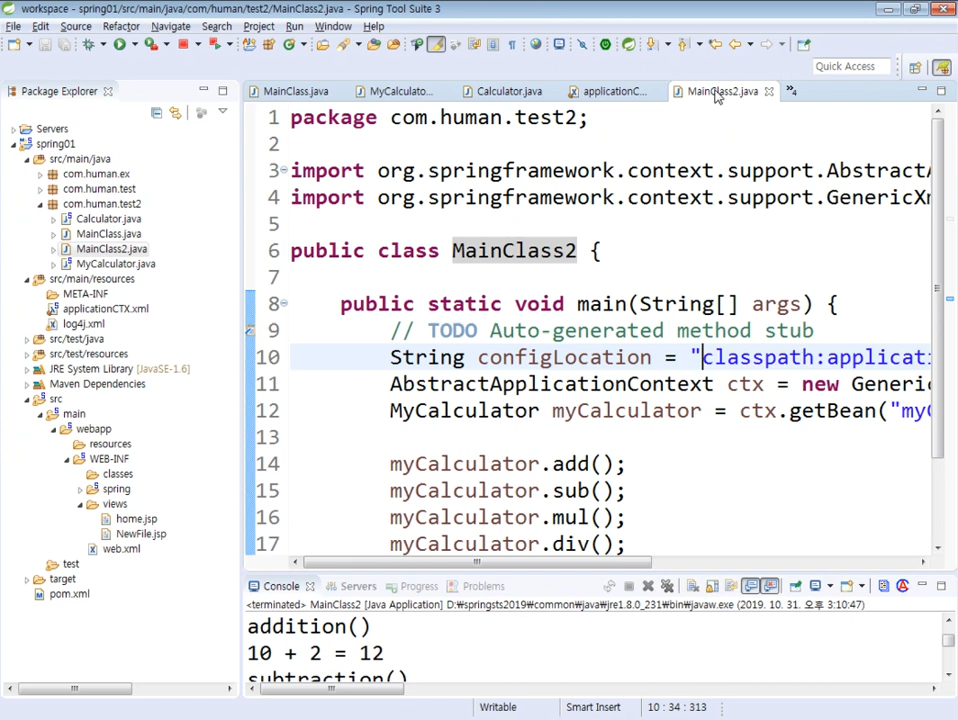 workspace - spring01/src/main/java/com/human/test2/MainClass2.java - Spring Tool Suite 3
File Edit Source Refactor Navigate Search Project Run Window Help
Quick Access
Package Explorer
MainClass.java MyCalculato... Calculator.java applicationC... MainClass2.java »4
Servers
spring01
src/main/java
com.human.ex
com.human.test
com.human.test2
Calculator.java
MainClass.java
MainClass2.java
MyCalculator.java
src/main/resources
META-INF
applicationCTX.xml
log4j.xml
src/test/java
src/test/resources
JRE System Library [JavaSE-1.6]
Maven Dependencies
src
main
webapp
resources
WEB-INF
classes
spring
views
home.jsp
NewFile.jsp
web.xml
test
target
pom.xml
1 package com.human.test2;
2
3 import org.springframework.context.support.AbstractA
4 import org.springframework.context.support.GenericXm
5
6 public class MainClass2 {
7
8 public static void main(String[] args) {
9 // TODO Auto-generated method stub
10 String configLocation = "classpath:applicati
11 AbstractApplicationContext ctx = new Generic
12 MyCalculator myCalculator = ctx.getBean("myC
13
14 myCalculator.add();
15 myCalculator.sub();
16 myCalculator.mul();
17 myCalculator.div();
Console Servers Progress Problems
<terminated> MainClass2 [Java Application] D:₩springsts2019₩common₩java₩jre1.8.0_231₩bin₩javaw.exe (2019. 10. 31. 오후 3:10:47)
addition()
10 + 2 = 12
subtraction()
Writable Smart Insert 10 : 34 : 313